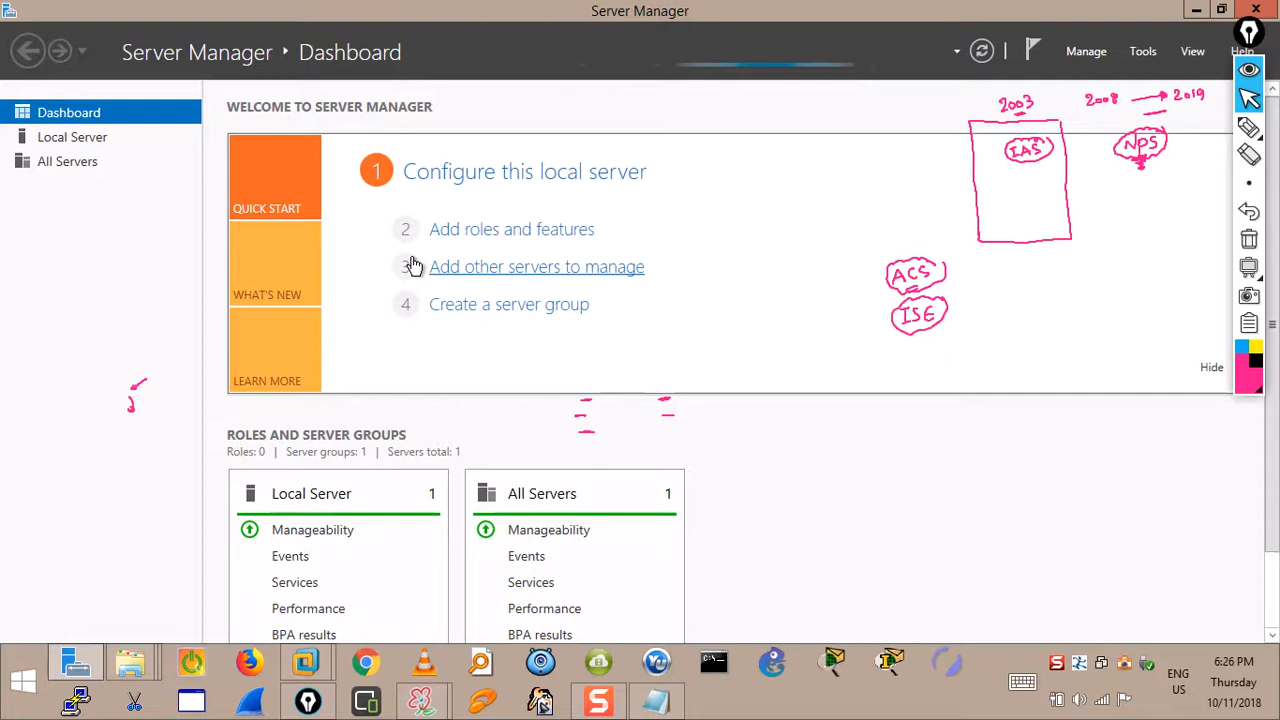 Server Manager
Server Manager • Dashboard
Manage Tools View Help
Dashboard
Local Server
All Servers
WELCOME TO SERVER MANAGER
QUICK START
WHAT'S NEW
LEARN MORE
1 Configure this local server
2 Add roles and features
3 Add other servers to manage
4 Create a server group
Hide
2003
2008 → 2019
IAS
NPS
ACS
ISE
ROLES AND SERVER GROUPS
Roles: 0 | Server groups: 1 | Servers total: 1
Local Server 1
Manageability
Events
Services
Performance
BPA results
All Servers 1
Manageability
Events
Services
Performance
BPA results
ENG
US
6:26 PM
Thursday
10/11/2018